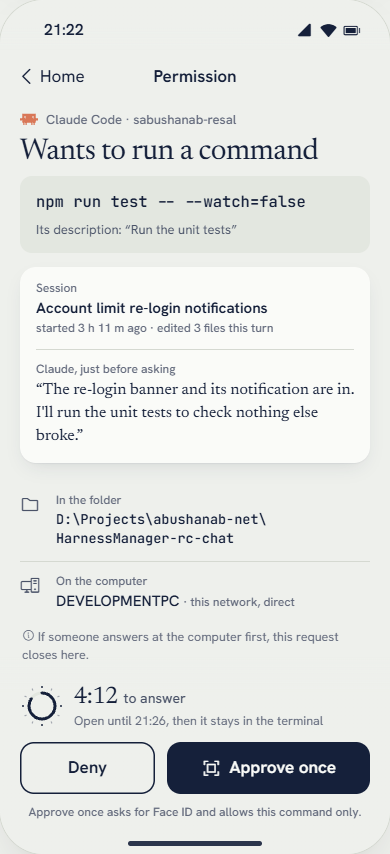 21:22
Home
Permission
Claude Code · sabushanab-resal
Wants to run a command
npm run test -- --watch=false
Its description: “Run the unit tests”
Session
Account limit re-login notifications
started 3 h 11 m ago · edited 3 files this turn
Claude, just before asking
“The re-login banner and its notification are in.
I'll run the unit tests to check nothing else
broke.”
In the folder
D:\Projects\abushanab-net\
HarnessManager-rc-chat
On the computer
DEVELOPMENTPC · this network, direct
If someone answers at the computer first, this request
closes here.
4:12 to answer
Open until 21:26, then it stays in the terminal
Deny
Approve once
Approve once asks for Face ID and allows this command only.